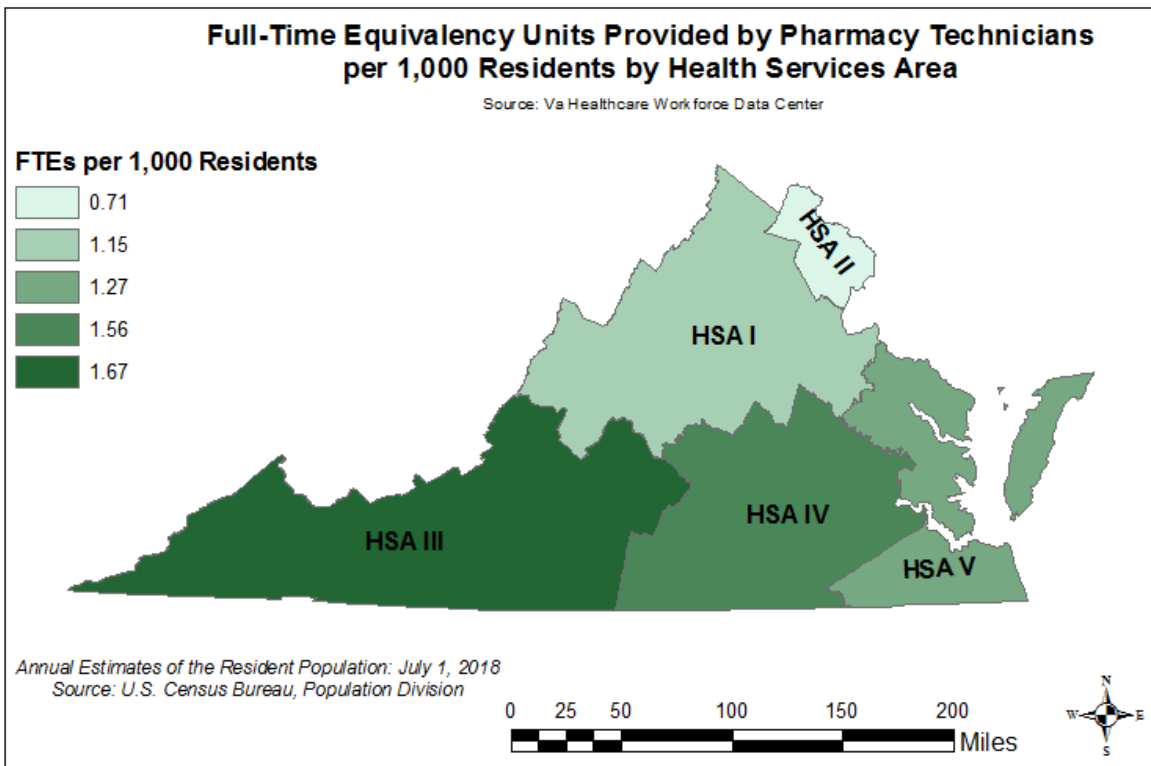 Full-Time Equivalency Units Provided by Pharmacy Technicians
per 1,000 Residents by Health Services Area
Source: Va Healthcare Workforce Data Center
FTEs per 1,000 Residents
0.71
1.15
1.27
1.56
1.67
HSA II
HSA I
HSA IV
HSA III
HSA V
Annual Estimates of the Resident Population: July 1, 2018
Source: U.S. Census Bureau, Population Division
0 25 50 100 150 200
Miles
N
W E
S